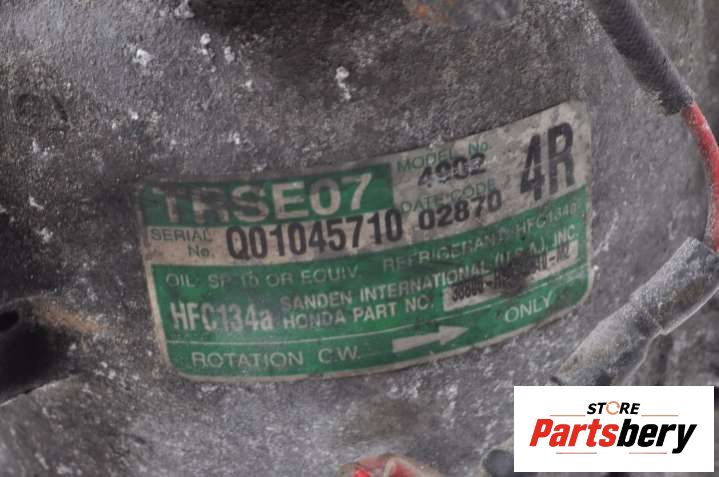 TRSE07
MODEL No.
4902
4R
SERIAL No.
Q01045710
DATE CODE
02870
OIL: SP-10 OR EQUIV. REFRIGERANT: HFC134a
HFC134a
SANDEN INTERNATIONAL (U.S.A.), INC.
HONDA PART NO.
ROTATION C.W. ONLY
STORE
Partsbery